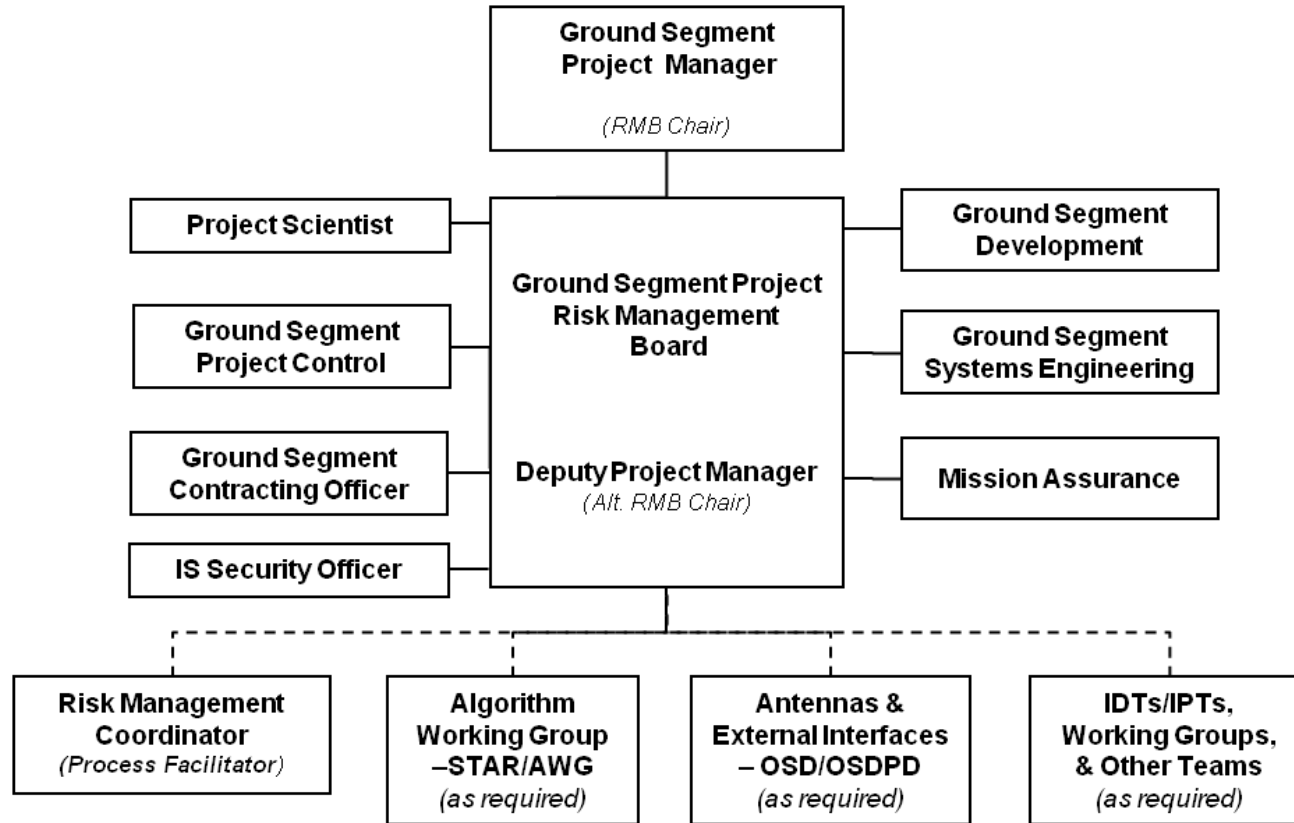 Ground Segment
Project Manager
(RMB Chair)
Project Scientist
Ground Segment
Project Control
Ground Segment
Contracting Officer
IS Security Officer
Ground Segment Project
Risk Management
Board
Deputy Project Manager
(Alt. RMB Chair)
Ground Segment
Development
Ground Segment
Systems Engineering
Mission Assurance
Risk Management
Coordinator
(Process Facilitator)
Algorithm
Working Group
–STAR/AWG
(as required)
Antennas &
External Interfaces
– OSD/OSDPD
(as required)
IDTs/IPTs,
Working Groups,
& Other Teams
(as required)